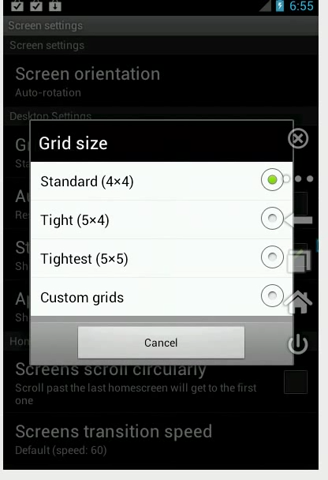 6:55
Screen settings
Screen settings
Screen orientation
Auto-rotation
Desktop Settings
Grid size
Standard (4×4)
Tight (5×4)
Tightest (5×5)
Custom grids
Cancel
Screens scroll circularly
Scroll past the last homescreen will get to the first
one
Screens transition speed
Default (speed: 60)